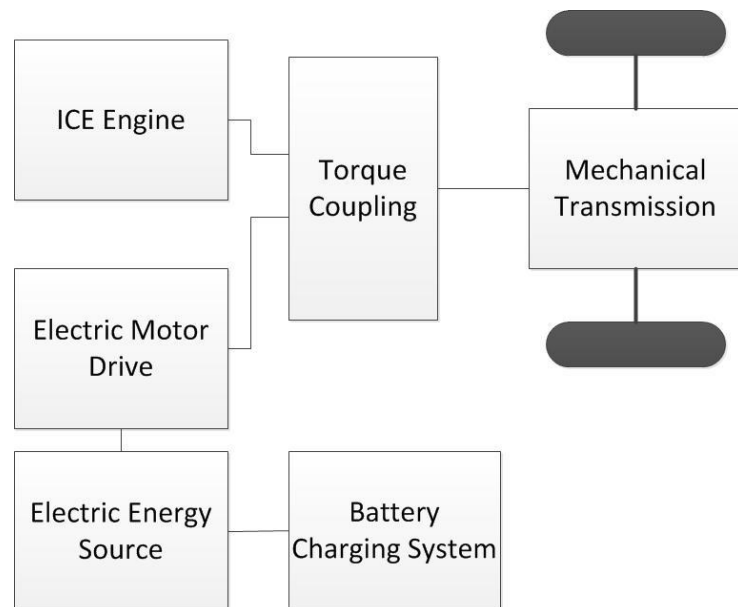 ICE Engine
Torque
Coupling
Mechanical
Transmission
Electric Motor
Drive
Electric Energy
Source
Battery
Charging System